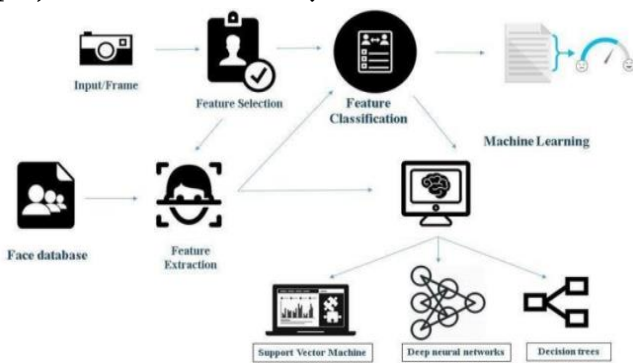 Input/Frame
Feature Selection
Feature
Classification
Machine Learning
Face database
Feature
Extraction
Support Vector Machine
Deep neural networks
Decision trees